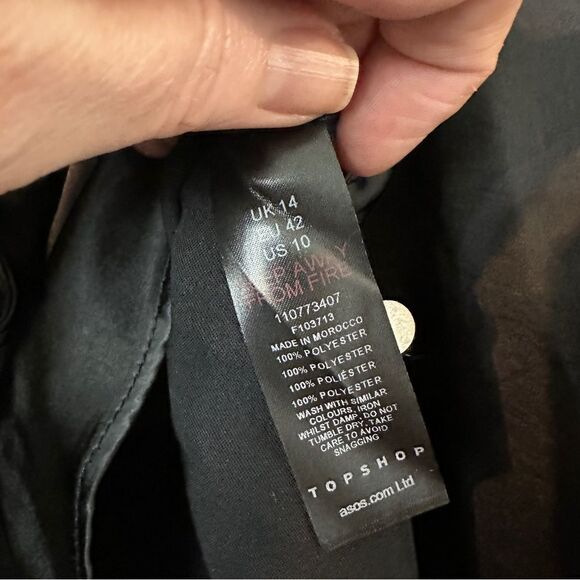 UK 14
EU 42
US 10
KEEP AWAY
FROM FIRE
110773407
F103713
MADE IN MOROCCO
100% POLYESTER
100% POLYESTER
100% POLIÉSTER
100% POLYESTER
WASH WITH SIMILAR
COLOURS, IRON
WHILST DAMP, DO NOT
TUMBLE DRY, TAKE
CARE TO AVOID
SNAGGING
TOPSHOP
asos.com Ltd